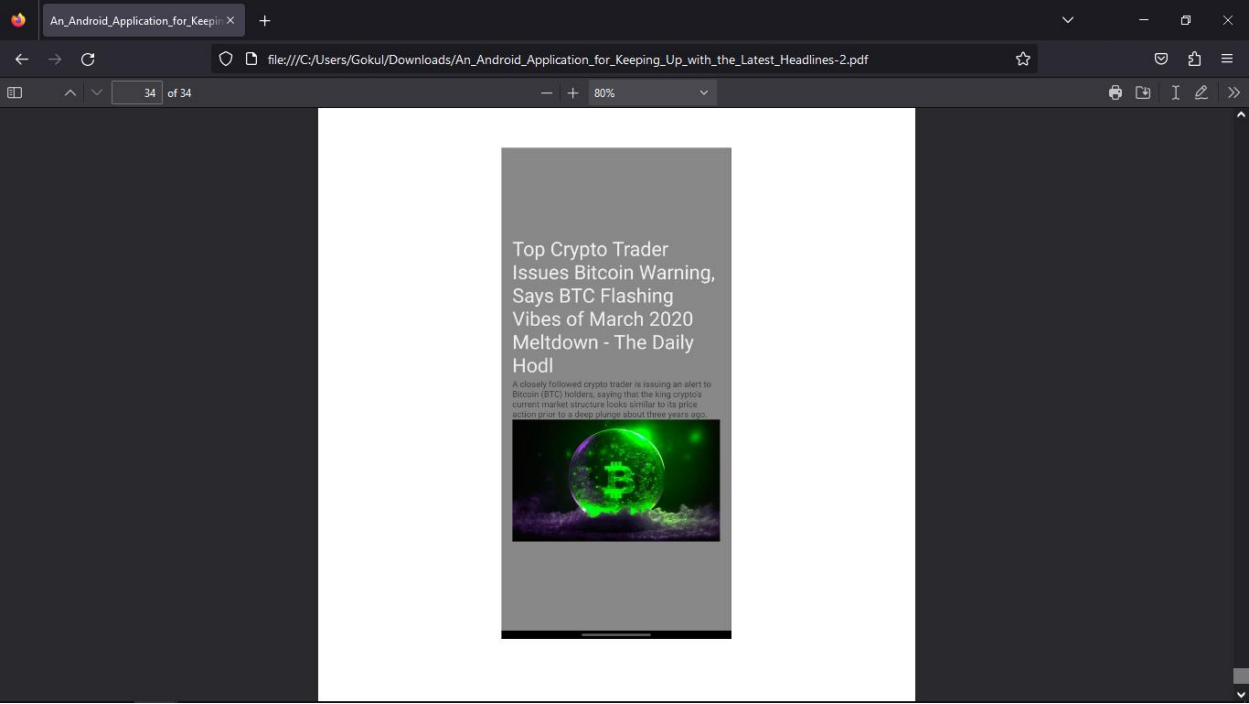 An_Android_Application_for_Keepin
file:///C:/Users/Gokul/Downloads/An_Android_Application_for_Keeping_Up_with_the_Latest_Headlines-2.pdf
34 of 34
80%
Top Crypto Trader
Issues Bitcoin Warning,
Says BTC Flashing
Vibes of March 2020
Meltdown - The Daily
Hodl
A closely followed crypto trader is issuing an alert to
Bitcoin (BTC) holders, saying that the king crypto's
current market structure looks similar to its price
action prior to a deep plunge about three years ago.